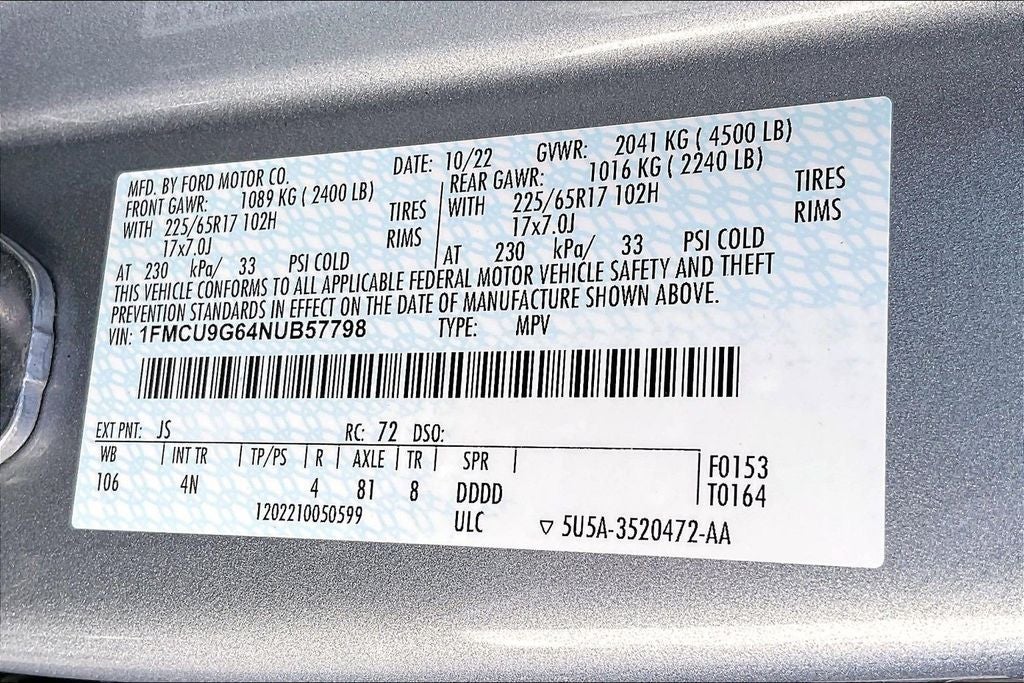 MFD. BY FORD MOTOR CO. DATE: 10/22 GVWR: 2041 KG ( 4500 LB)
FRONT GAWR: 1089 KG ( 2400 LB) REAR GAWR: 1016 KG ( 2240 LB)
WITH 225/65R17 102H TIRES WITH 225/65R17 102H TIRES
17x7.0J RIMS 17x7.0J RIMS
AT 230 kPa/ 33 PSI COLD AT 230 kPa/ 33 PSI COLD
THIS VEHICLE CONFORMS TO ALL APPLICABLE FEDERAL MOTOR VEHICLE SAFETY AND THEFT
PREVENTION STANDARDS IN EFFECT ON THE DATE OF MANUFACTURE SHOWN ABOVE.
VIN: 1FMCU9G64NUB57798 TYPE: MPV
EXT PNT: JS RC: 72 DSO:
WB INT TR TP/PS R AXLE TR SPR F0153
106 4N 4 81 8 DDDD T0164
1202210050599 ULC ▽ 5U5A-3520472-AA